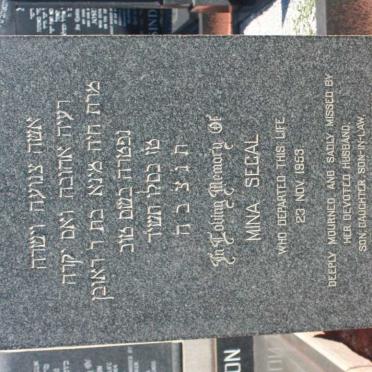 אשה צנועה וישרה
רעיה אהובה ואם יקרה
מרת חיה מינא בת ר ראובן
נפטרה בשם טוב
טז כסלו תשיד
ת נ צ ב ה
In Loving Memory Of
MINA SEGAL
WHO DEPARTED THIS LIFE
23 NOV. 1953
DEEPLY MOURNED AND SADLY MISSED BY
HER DEVOTED HUSBAND,
SON, DAUGHTER, SON-IN-LAW,